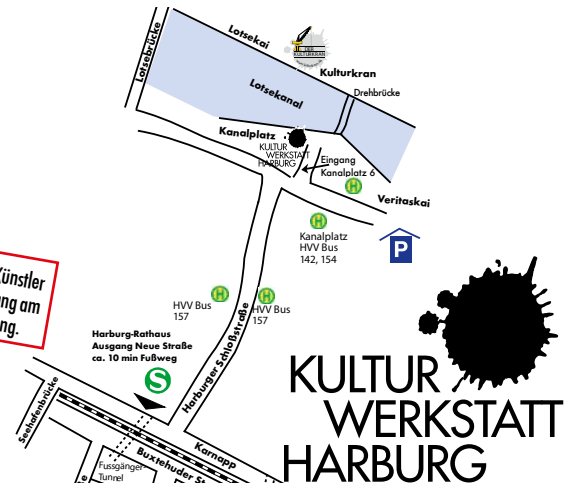 Lotsebrücke
Lotsekai
DER
KULTURKRAN
Kulturkran
Lotsekanal
Drehbrücke
Kanalplatz
KULTUR
WERKSTATT
HARBURG
Eingang
Kanalplatz 6
H
Veritaskai
H
Kanalplatz
HVV Bus
142, 154
P
Künstler
ng am
ng.
H
HVV Bus
157
H
HVV Bus
157
Harburger Schloßstraße
Harburg-Rathaus
Ausgang Neue Straße
ca. 10 min Fußweg
S
Seehafenbrücke
Karnapp
Buxtehuder
Fussgänger-
Tunnel
KULTUR
WERKSTATT
HARBURG